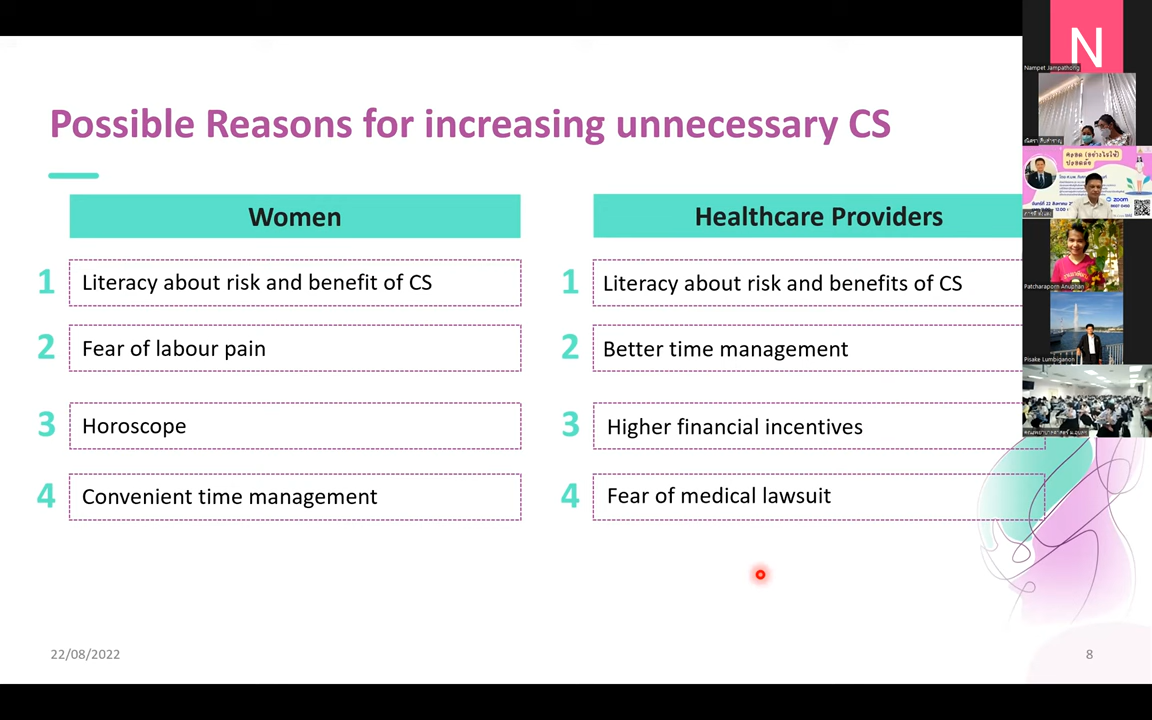 Possible Reasons for increasing unnecessary CS
Women
1 Literacy about risk and benefit of CS
2 Fear of labour pain
3 Horoscope
4 Convenient time management
Healthcare Providers
1 Literacy about risk and benefits of CS
2 Better time management
3 Higher financial incentives
4 Fear of medical lawsuit
22/08/2022
8
N
Nampet Jampathong
zoom
Patcharaporn Anuphan
Pisake Lumbiganon